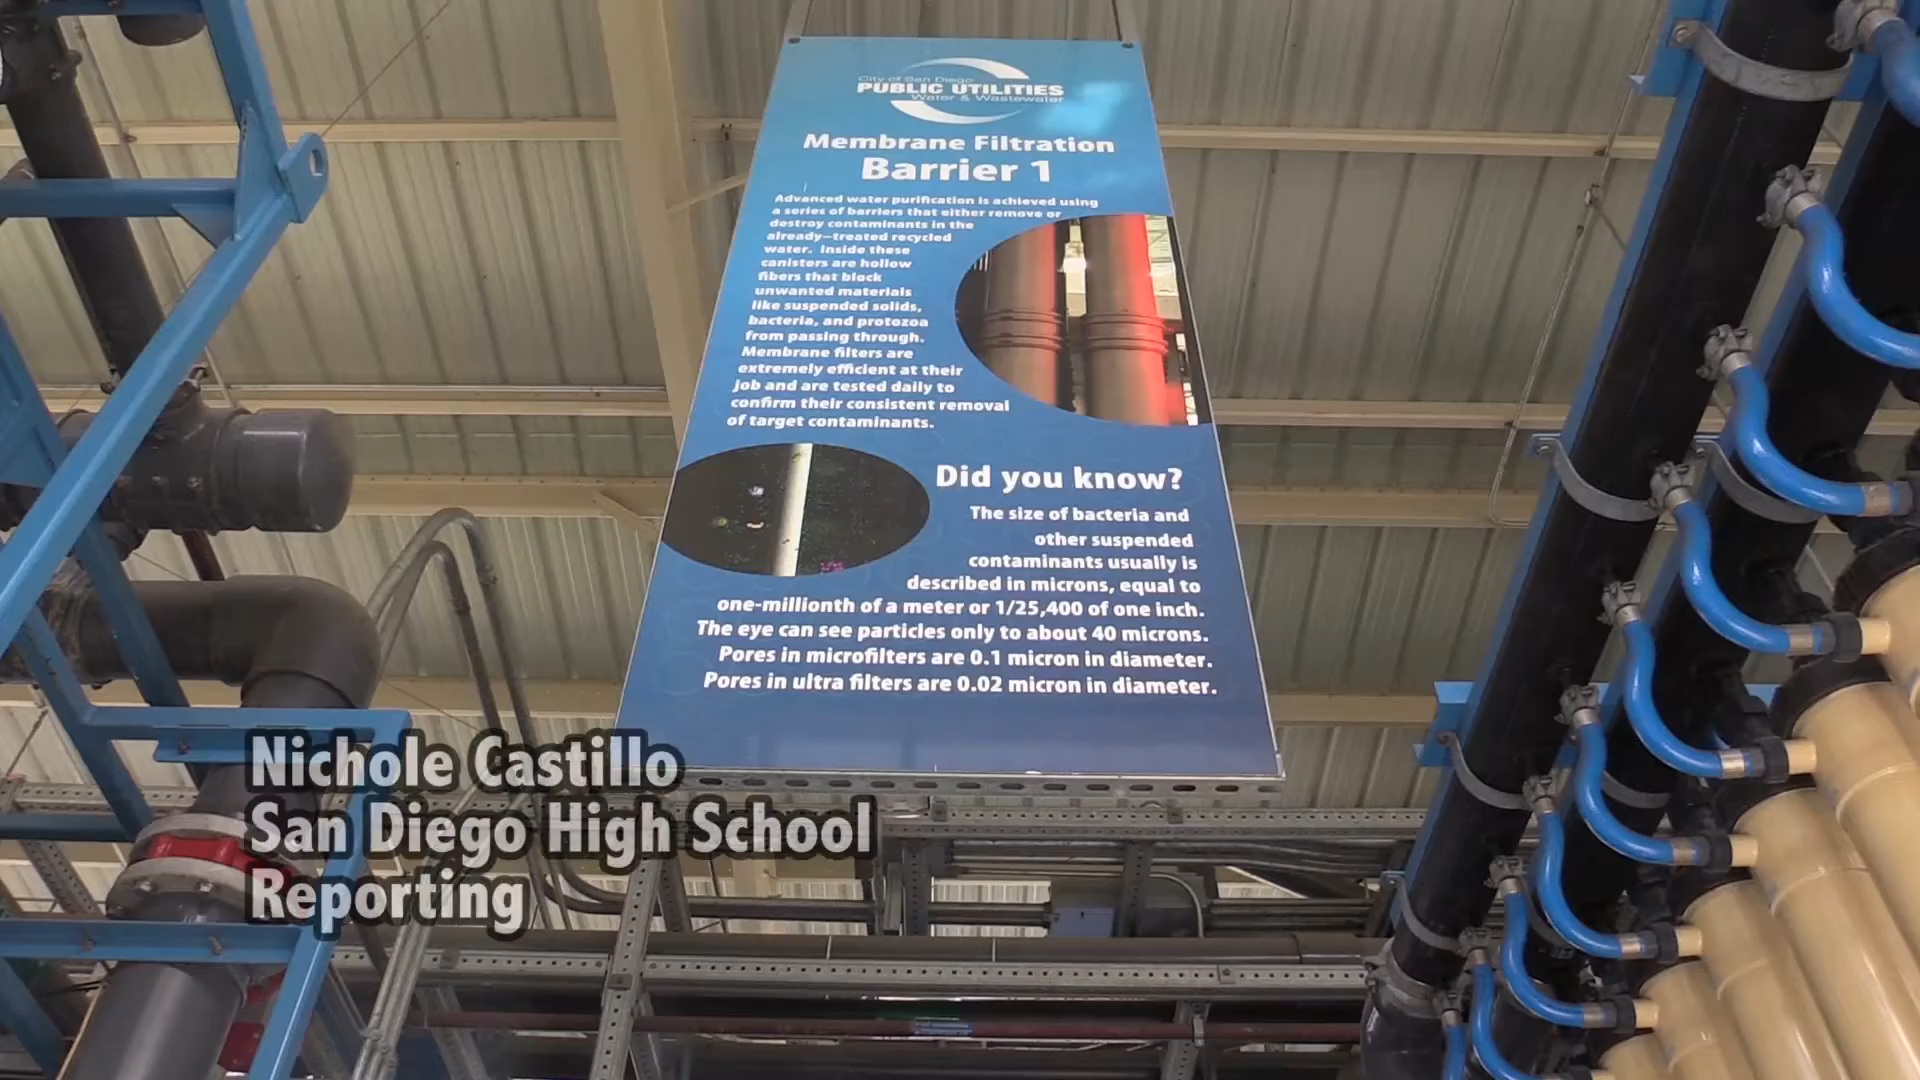 City of San Diego
PUBLIC UTILITIES
Water & Wastewater
Membrane Filtration
Barrier 1
Advanced water purification is achieved using
a series of barriers that either remove or
destroy contaminants in the
already-treated recycled
water. Inside these
canisters are hollow
fibers that block
unwanted materials
like suspended solids,
bacteria, and protozoa
from passing through.
Membrane filters are
extremely efficient at their
job and are tested daily to
confirm their consistent removal
of target contaminants.
Did you know?
The size of bacteria and
other suspended
contaminants usually is
described in microns, equal to
one-millionth of a meter or 1/25,400 of one inch.
The eye can see particles only to about 40 microns.
Pores in microfilters are 0.1 micron in diameter.
Pores in ultra filters are 0.02 micron in diameter.
Nichole Castillo
San Diego High School
Reporting